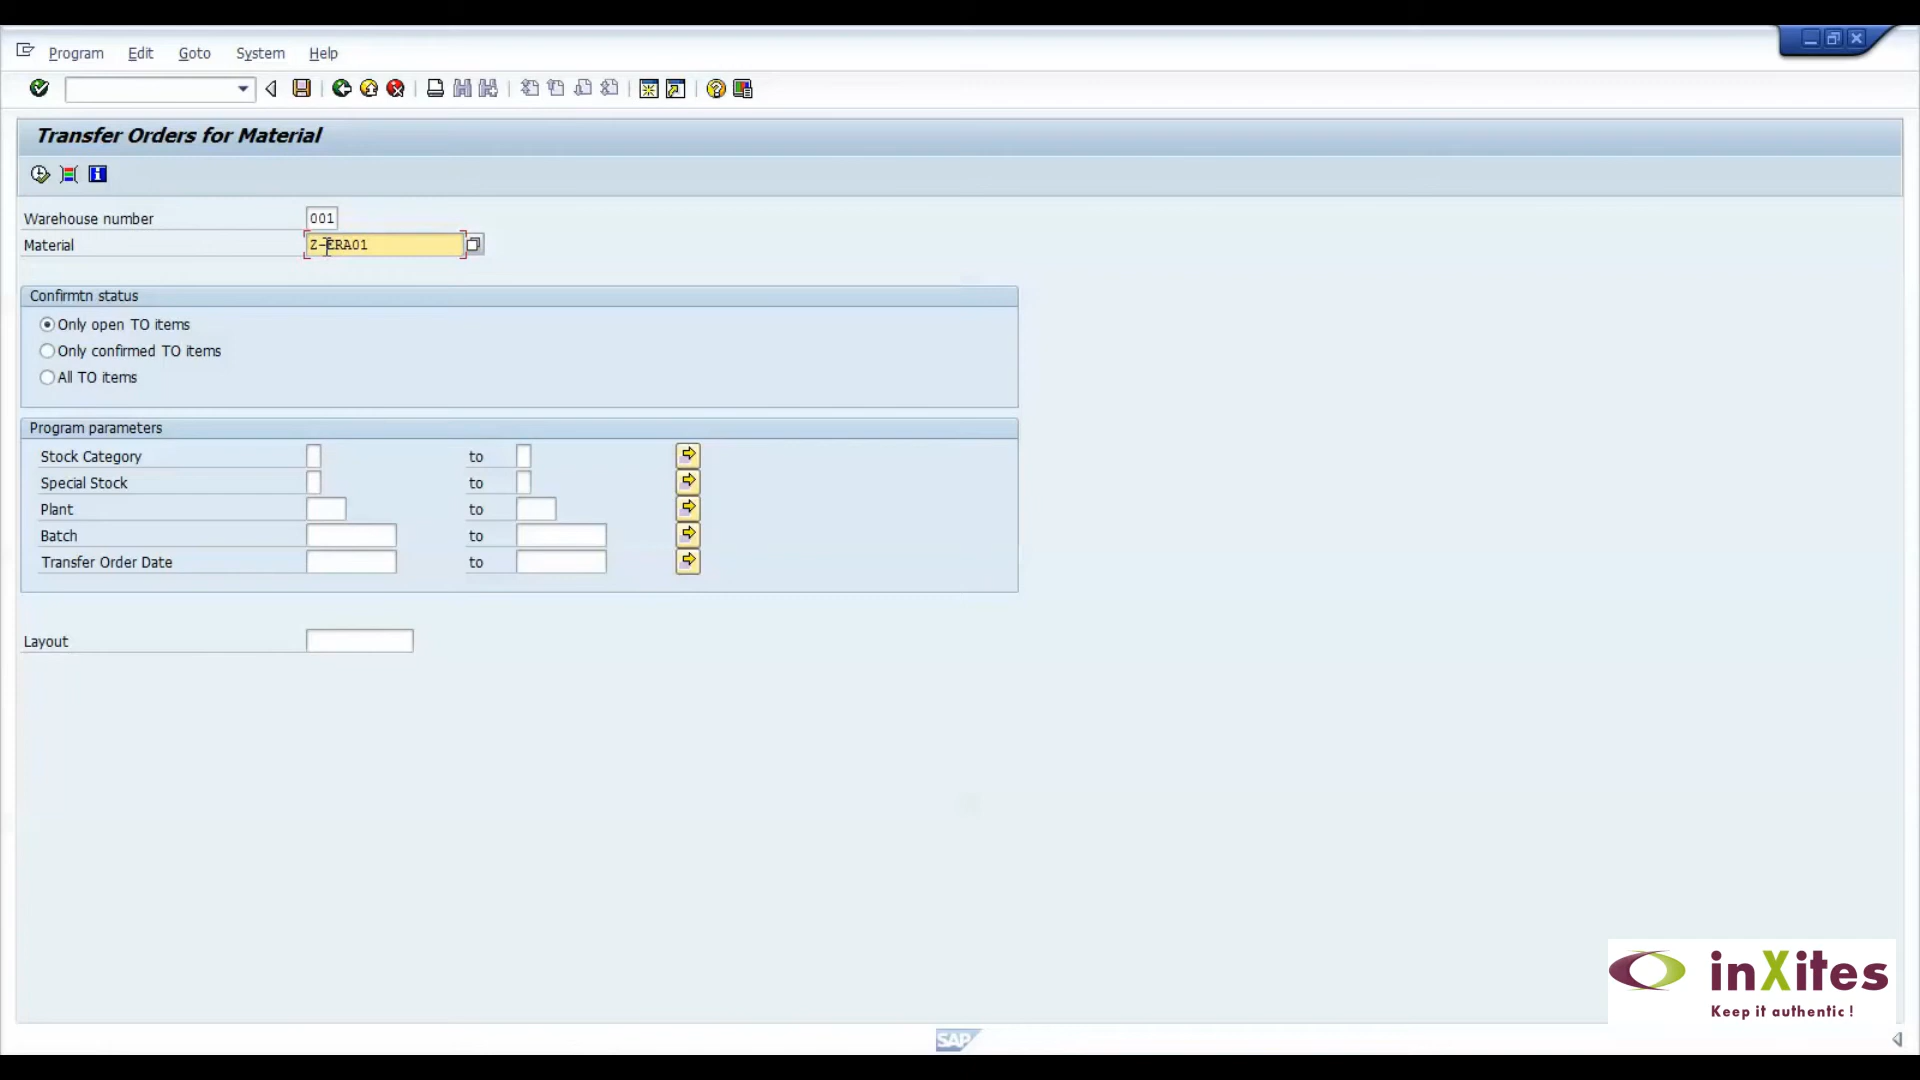 Program Edit Goto System Help
Transfer Orders for Material
Warehouse number 001
Material Z-ERA01
Confirmtn status
Only open TO items
Only confirmed TO items
All TO items
Program parameters
Stock Category to
Special Stock to
Plant to
Batch to
Transfer Order Date to
Layout
inXites
Keep it authentic !
SAP